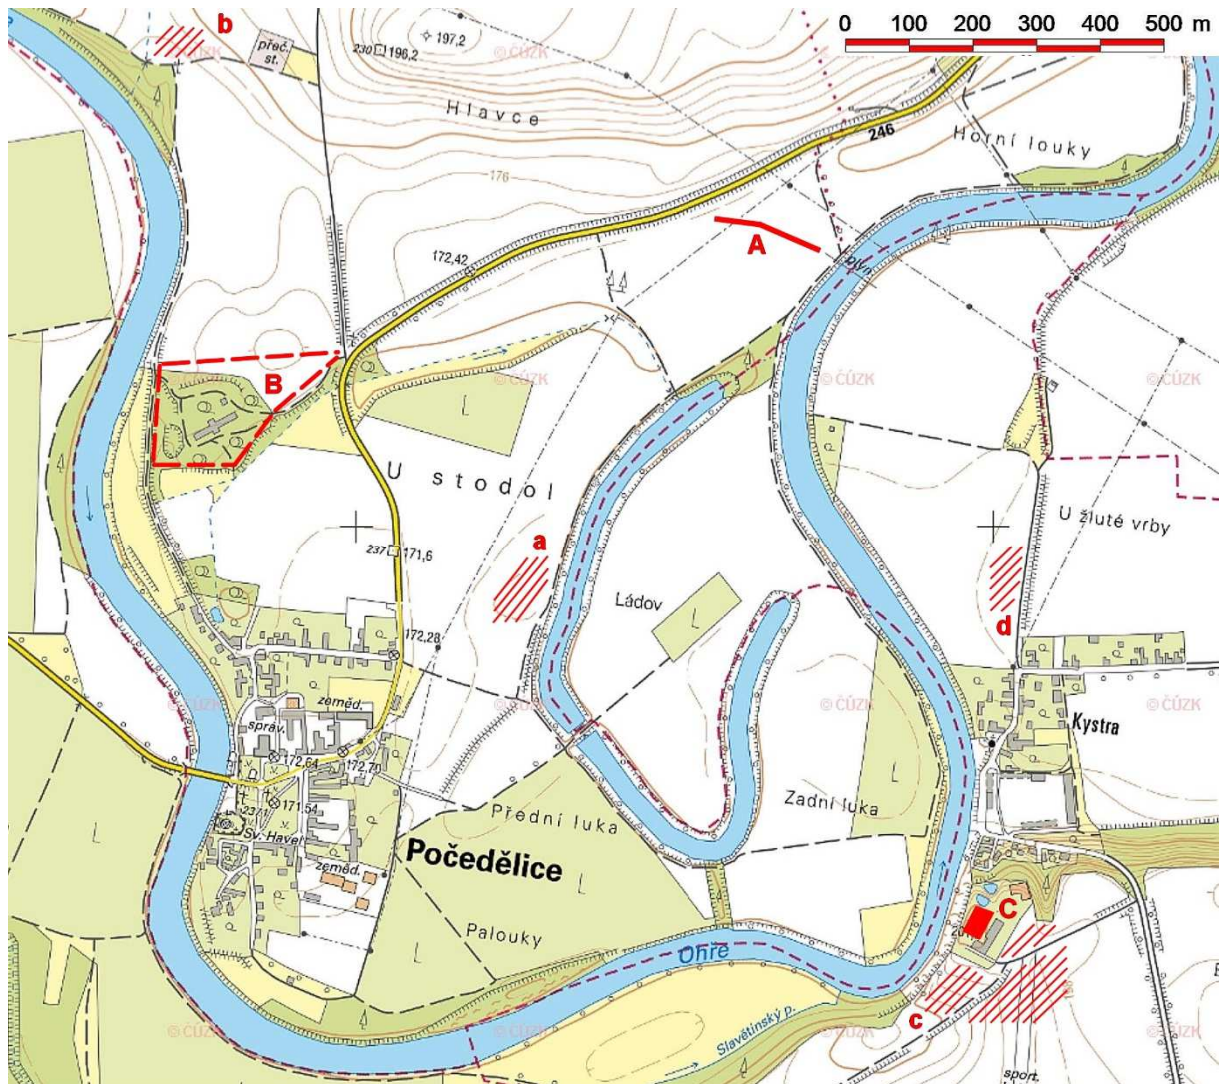 0 100 200 300 400 500 m
b
přeč.
st.
230 196,2
197,2
© ČÚZK
© ČÚZK
© ČÚZK
Hlavce
246
Horní louky
176
A
172,42
plyn
B
© ČÚZK
© ČÚZK
© ČÚZK
L
U stodol
237 171,6
a
U žluté vrby
Ládov
L
d
172,28
zeměd.
správ.
© ČÚZK
© ČÚZK
© ČÚZK
Kystra
172,64
172,70
L
L
171,54
Zadní luka
Přední luka
Sv. Havel
Počedělice
zeměd.
L
C
Palouky
L
Ohře
c
© ČÚZK
© ČÚZK
© ČÚZK
Slavětínský p.
sport.